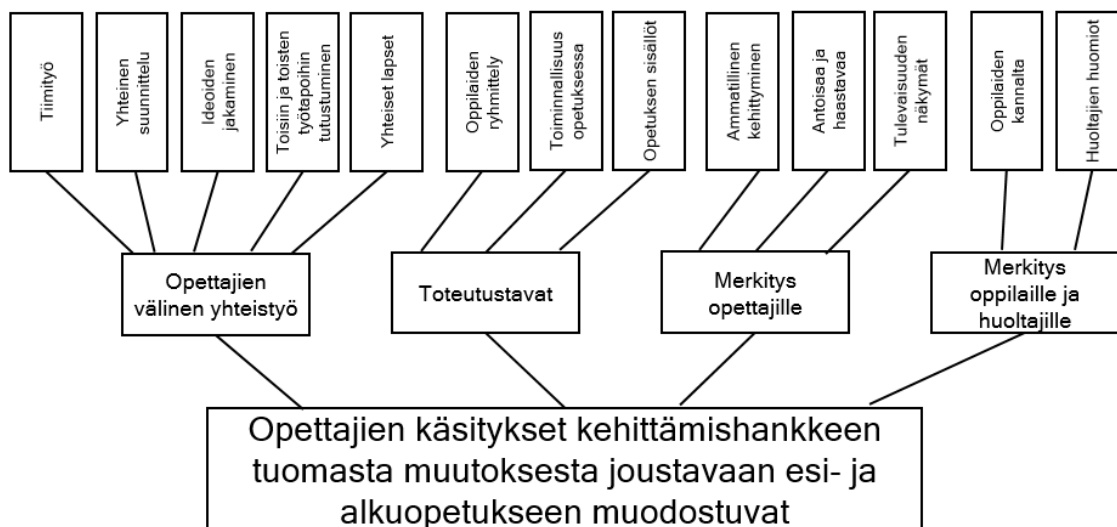 Tiimityö
Yhteinen
suunnittelu
Ideoiden
jakaminen
Toisiin ja toisten
työtapoihin
tutustuminen
Yhteiset lapset
Oppilaiden
ryhmittely
Toiminnallisuus
opetuksessa
Opetuksen sisällöt
Ammatillinen
kehittyminen
Antoisaa ja
haastavaa
Tulevaisuuden
näkymät
Oppilaiden
kannalta
Huoltajien huomiot
Opettajien
välinen yhteistyö
Toteutustavat
Merkitys
opettajille
Merkitys
oppilaille ja
huoltajille
Opettajien käsitykset kehittämishankkeen
tuomasta muutoksesta joustavaan esi- ja
alkuopetukseen muodostuvat